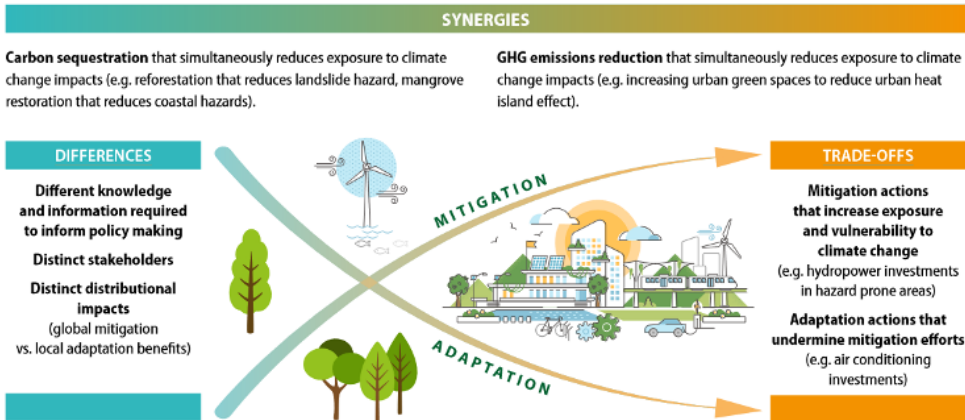 SYNERGIES
Carbon sequestration that simultaneously reduces exposure to climate
change impacts (e.g. reforestation that reduces landslide hazard, mangrove
restoration that reduces coastal hazards).
GHG emissions reduction that simultaneously reduces exposure to climate
change impacts (e.g. increasing urban green spaces to reduce urban heat
island effect).
DIFFERENCES
Different knowledge
and information required
to inform policy making
Distinct stakeholders
Distinct distributional
impacts
(global mitigation
vs. local adaptation benefits)
MITIGATION
ADAPTATION
TRADE-OFFS
Mitigation actions
that increase exposure
and vulnerability to
climate change
(e.g. hydropower investments
in hazard prone areas)
Adaptation actions that
undermine mitigation efforts
(e.g. air conditioning
investments)